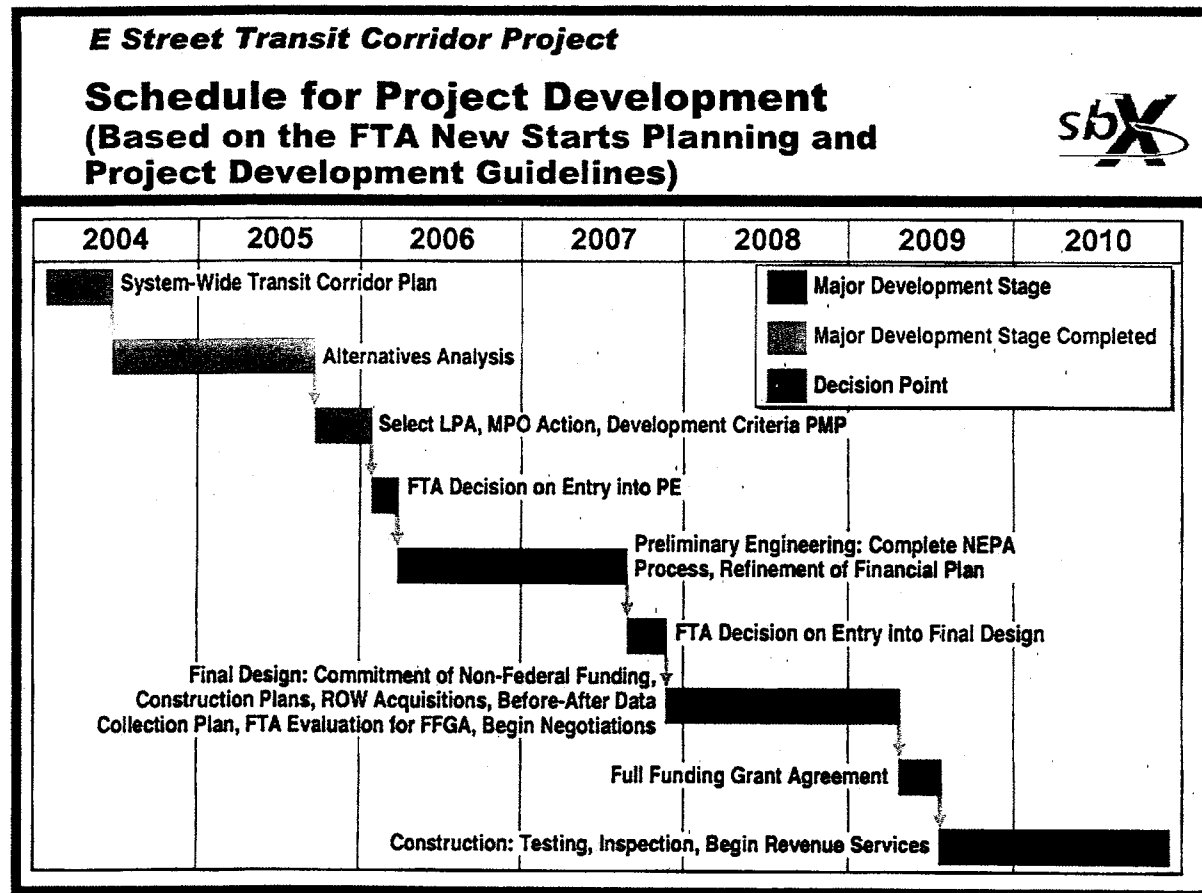 E Street Transit Corridor Project
Schedule for Project Development
(Based on the FTA New Starts Planning and
Project Development Guidelines)
sbX
2004 2005 2006 2007 2008 2009 2010
System-Wide Transit Corridor Plan
Major Development Stage
Major Development Stage Completed
Decision Point
Alternatives Analysis
Select LPA, MPO Action, Development Criteria PMP
FTA Decision on Entry into PE
Preliminary Engineering: Complete NEPA
Process, Refinement of Financial Plan
FTA Decision on Entry into Final Design
Final Design: Commitment of Non-Federal Funding,
Construction Plans, ROW Acquisitions, Before-After Data
Collection Plan, FTA Evaluation for FFGA, Begin Negotiations
Full Funding Grant Agreement
Construction: Testing, Inspection, Begin Revenue Services